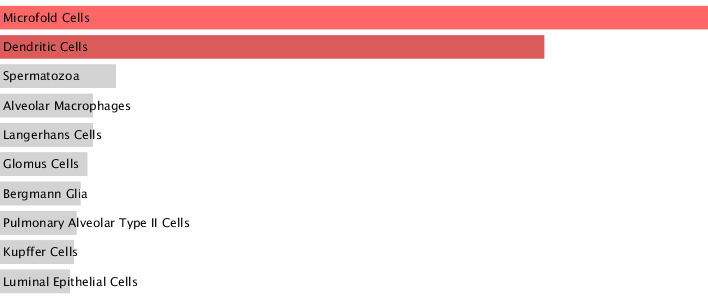 Microfold Cells
Dendritic Cells
Spermatozoa
Alveolar Macrophages
Langerhans Cells
Glomus Cells
Bergmann Glia
Pulmonary Alveolar Type II Cells
Kupffer Cells
Luminal Epithelial Cells